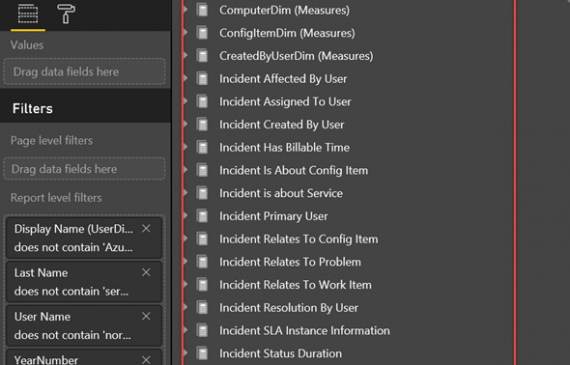 Values
Drag data fields here
Filters
Page level filters
Drag data fields here
Report level filters
Display Name (UserDi...
does not contain 'Azu...
Last Name
does not contain 'ser...
User Name
does not contain 'nor...
YearNumber
ComputerDim (Measures)
ConfigItemDim (Measures)
CreatedByUserDim (Measures)
Incident Affected By User
Incident Assigned To User
Incident Created By User
Incident Has Billable Time
Incident Is About Config Item
Incident is about Service
Incident Primary User
Incident Relates To Config Item
Incident Relates To Problem
Incident Relates To Work Item
Incident Resolution By User
Incident SLA Instance Information
Incident Status Duration